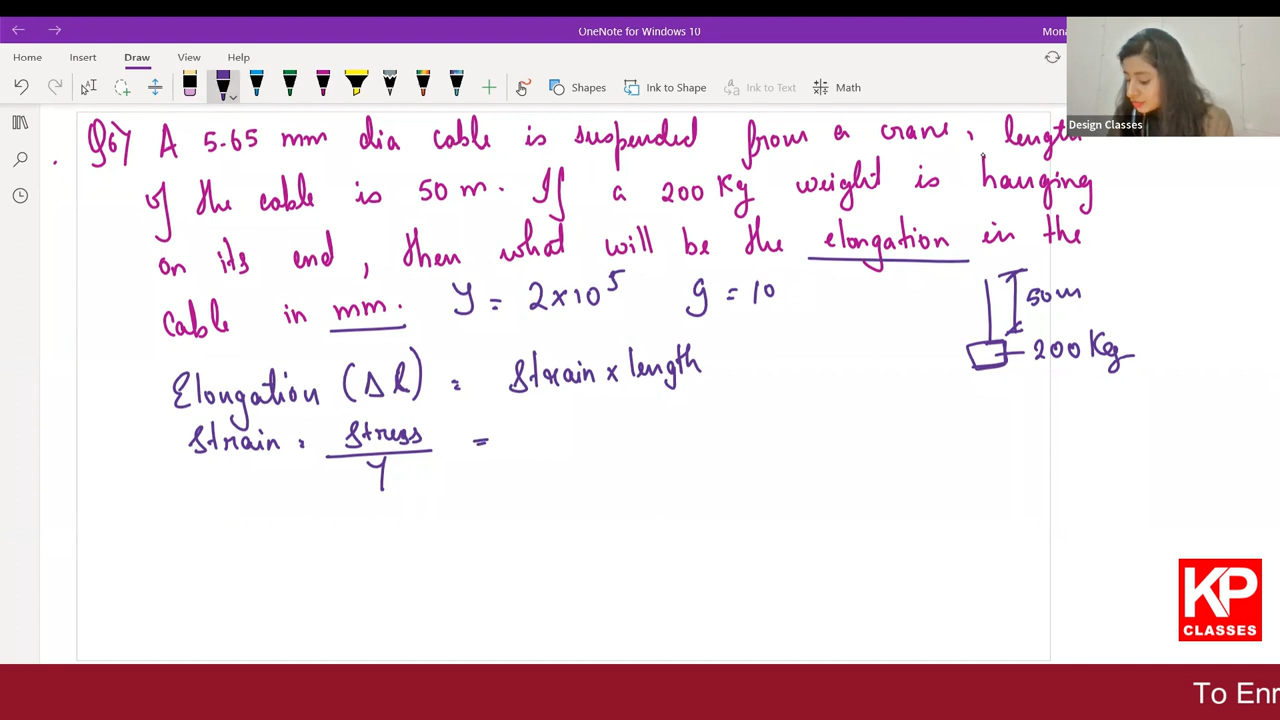 OneNote for Windows 10
Mona
Home Insert Draw View Help
Shapes Ink to Shape Ink to Text Math
Design Classes
Q6) A 5.65 mm dia cable is suspended from a crane, length
of the cable is 50 m. If a 200 Kg weight is hanging
on its end, then what will be the elongation in the
cable in mm. Y = 2×10⁵ g = 10
50m
200 Kg
Elongation (Δl) = Strain × length
Strain = Stress / Y =
KP
CLASSES
To Enr